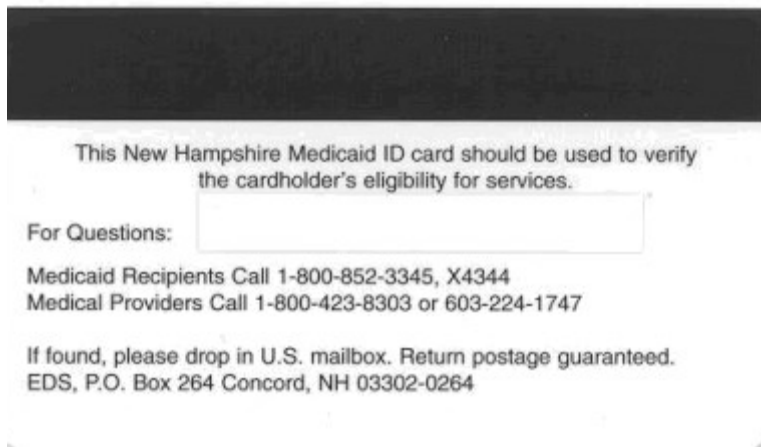 This New Hampshire Medicaid ID card should be used to verify
the cardholder's eligibility for services.
For Questions:
Medicaid Recipients Call 1-800-852-3345, X4344
Medical Providers Call 1-800-423-8303 or 603-224-1747
If found, please drop in U.S. mailbox. Return postage guaranteed.
EDS, P.O. Box 264 Concord, NH 03302-0264